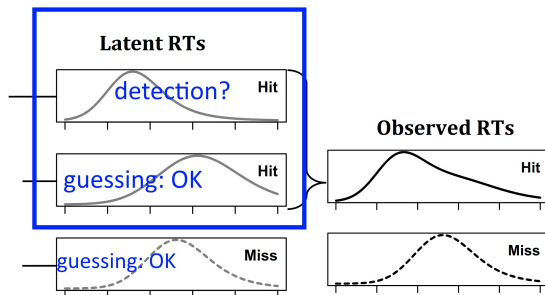 Latent RTs
detection?
Hit
Observed RTs
guessing: OK
Hit
Hit
guessing: OK
Miss
Miss